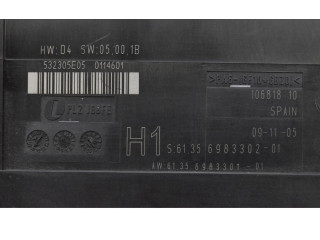 HW:04 SW:05,00,1B
532305E05 0114601
106818 10
SPAIN
09-11-05
H1 S:61.35 6983302-01
AW 61.35 6983301-01